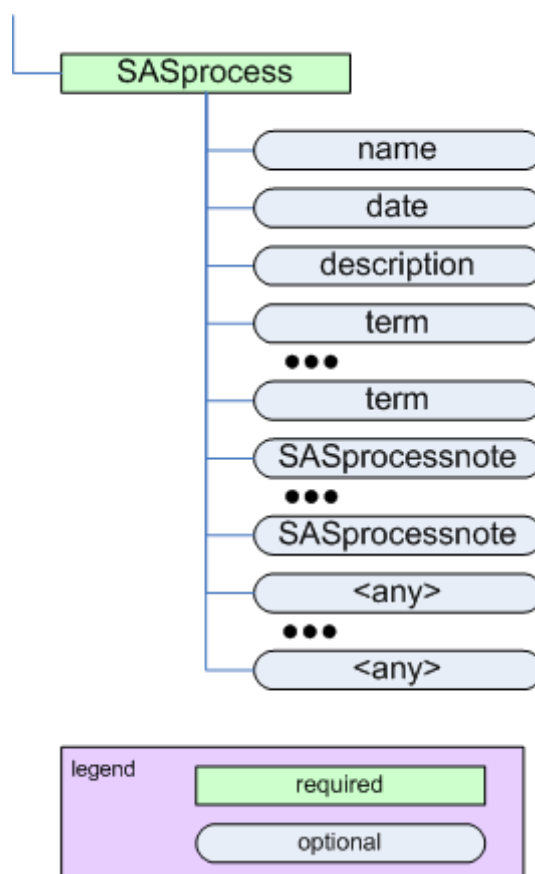 SASprocess
name
date
description
term
•••
term
SASprocessnote
•••
SASprocessnote
<any>
•••
<any>
legend
required
optional